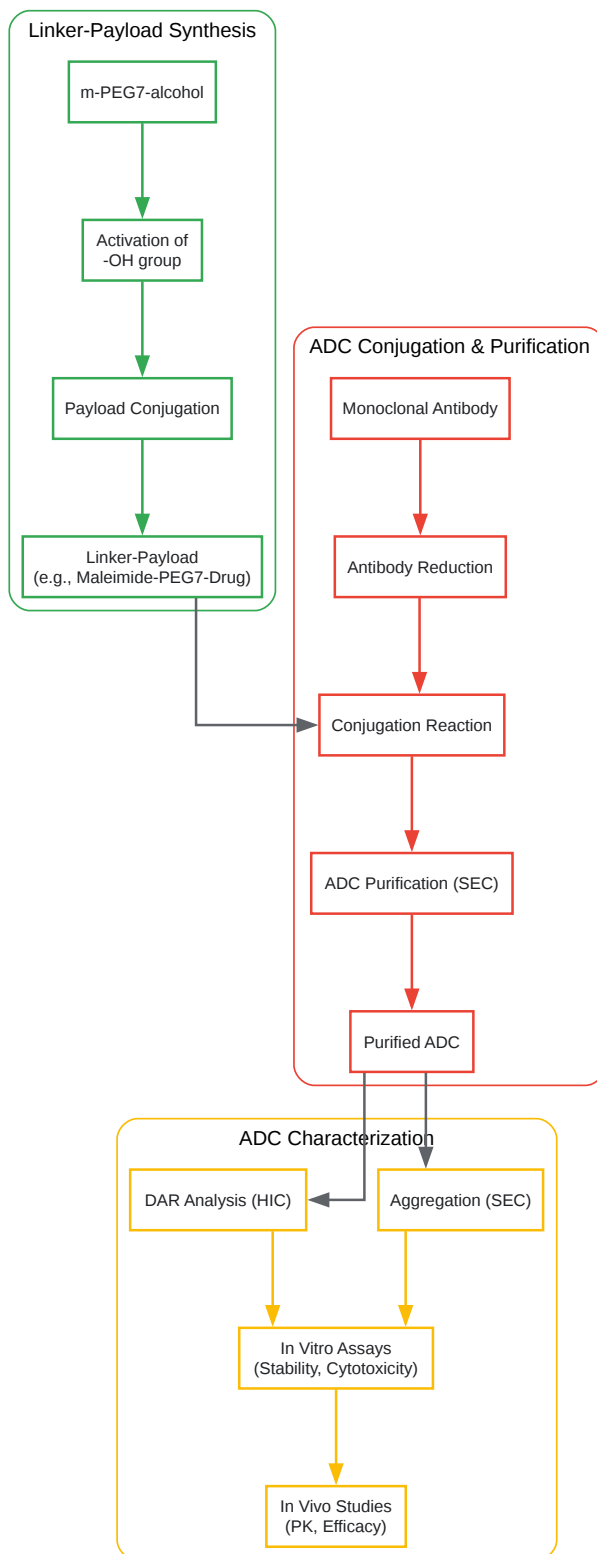 Linker-Payload Synthesis
m-PEG7-alcohol
Activation of
-OH group
Payload Conjugation
Linker-Payload
(e.g., Maleimide-PEG7-Drug)
ADC Conjugation & Purification
Monoclonal Antibody
Antibody Reduction
Conjugation Reaction
ADC Purification (SEC)
Purified ADC
ADC Characterization
DAR Analysis (HIC)
Aggregation (SEC)
In Vitro Assays
(Stability, Cytotoxicity)
In Vivo Studies
(PK, Efficacy)